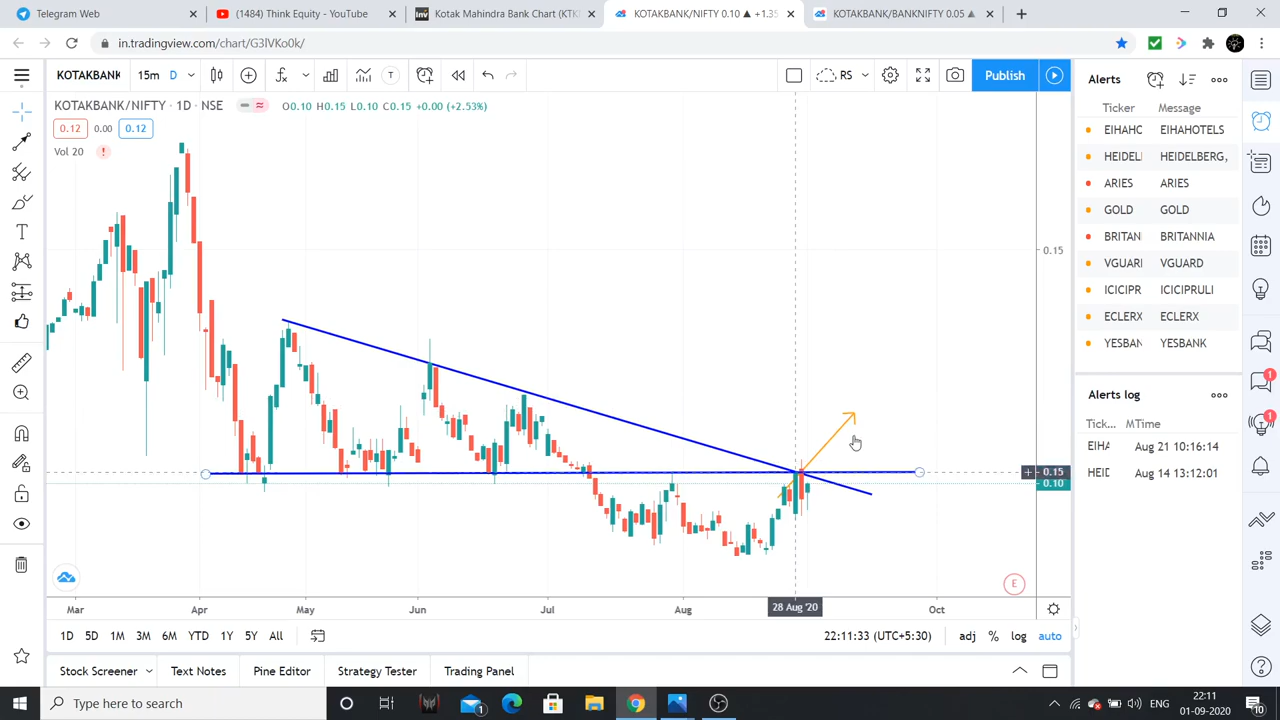 Telegram Web
(1484) Think Equity - YouTube
Kotak Mahindra Bank Chart (KTK
KOTAKBANK/NIFTY 0.10 ▲ +1.35
KOTAKBANK/BANKNIFTY 0.05 ▲
in.tradingview.com/chart/G3lVKo0k/
KOTAKBANK
15m
D
T
RS
Publish
KOTAKBANK/NIFTY · 1D · NSE
O0.10 H0.15 L0.10 C0.15 +0.00 (+2.53%)
0.12 0.00 0.12
Vol 20
Alerts
Ticker Message
EIHAHC EIHAHOTELS
HEIDEL HEIDELBERG,
ARIES ARIES
GOLD GOLD
BRITAN BRITANNIA
VGUARD VGUARD
ICICIPR ICICIPRULI
ECLERX ECLERX
YESBAN YESBANK
Alerts log
Tick... MTime
EIHA Aug 21 10:16:14
HEID Aug 14 13:12:01
0.15
0.15
0.10
E
Mar Apr May Jun Jul Aug 28 Aug '20 Oct
1D 5D 1M 3M 6M YTD 1Y 5Y All
22:11:33 (UTC+5:30) adj % log auto
Stock Screener Text Notes Pine Editor Strategy Tester Trading Panel
Type here to search
ENG
22:11
01-09-2020